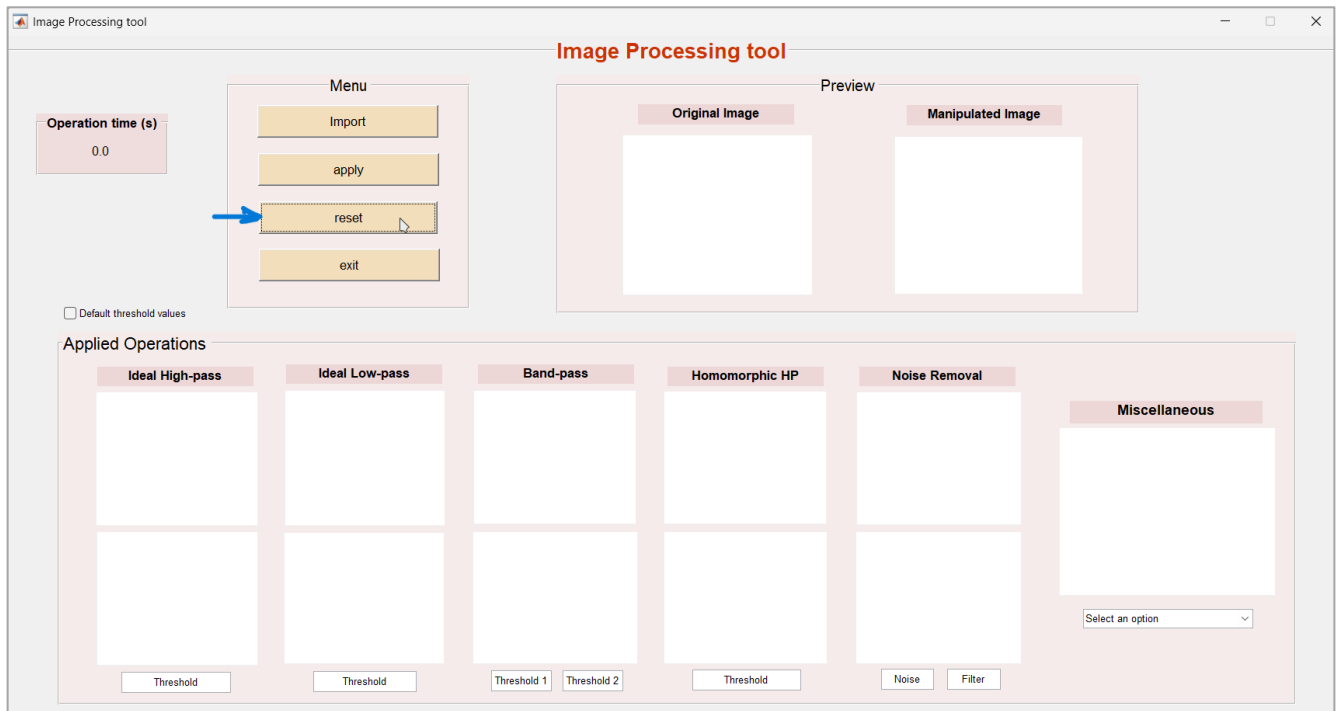 Image Processing tool
Image Processing tool
Menu
Preview
Operation time (s)
0.0
Import
apply
reset
exit
Original Image
Manipulated Image
Default threshold values
Applied Operations
Ideal High-pass
Ideal Low-pass
Band-pass
Homomorphic HP
Noise Removal
Miscellaneous
Select an option
Threshold
Threshold
Threshold 1
Threshold 2
Threshold
Noise
Filter